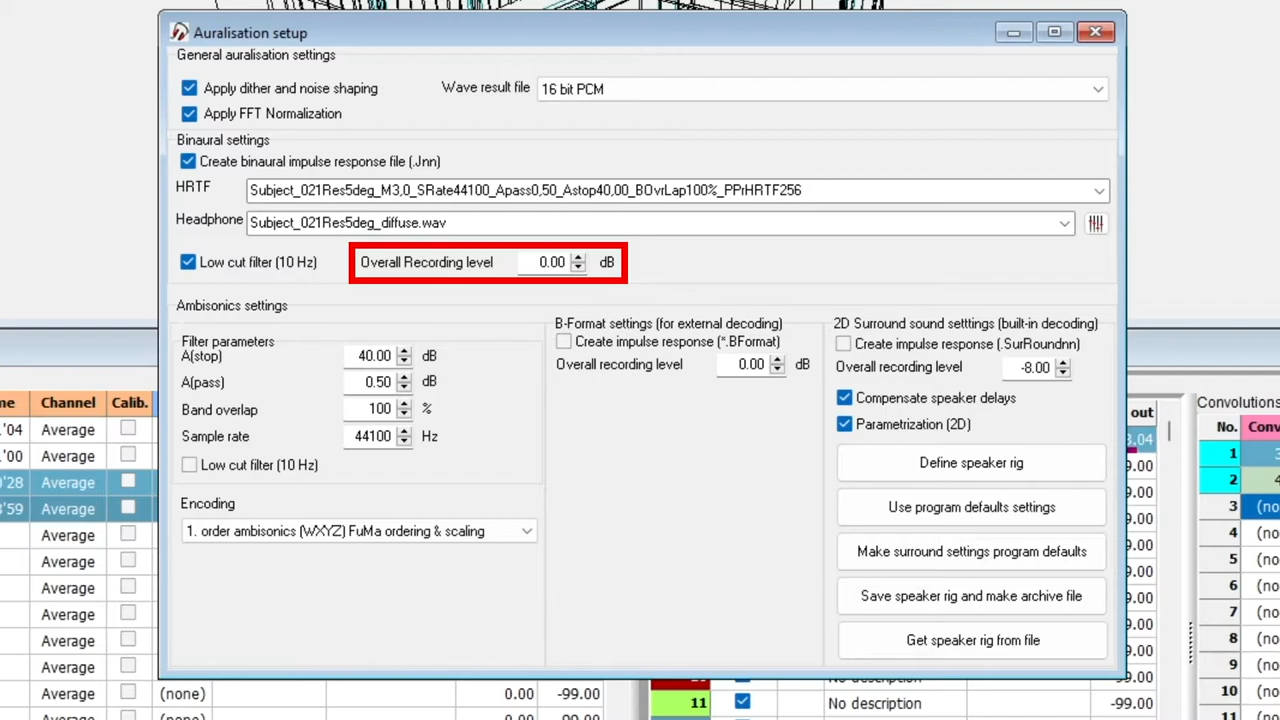 Auralisation setup
General auralisation settings
Apply dither and noise shaping
Wave result file
16 bit PCM
Apply FFT Normalization
Binaural settings
Create binaural impulse response file (.Jnn)
HRTF
Subject_021Res5deg_M3,0_SRate44100_Apass0,50_Astop40,00_BOvrLap100%_PPrHRTF256
Headphone
Subject_021Res5deg_diffuse.wav
Low cut filter (10 Hz)
Overall Recording level
0.00
dB
Ambisonics settings
Filter parameters
A(stop)
40.00
dB
A(pass)
0.50
dB
Band overlap
100
%
Sample rate
44100
Hz
Low cut filter (10 Hz)
Encoding
1. order ambisonics (WXYZ) FuMa ordering & scaling
B-Format settings (for external decoding)
Create impulse response (*.BFormat)
Overall recording level
0.00
dB
2D Surround sound setttings (built-in decoding)
Create impulse response (.SurRoundnn)
Overall recording level
-8.00
Compensate speaker delays
Parametrization (2D)
Define speaker rig
Use program defaults settings
Make surround settings program defaults
Save speaker rig and make archive file
Get speaker rig from file
Channel
Calib.
Average
Average
Average
Average
Average
Average
Average
Average
Average
Average
Average
(none)
0.00
-99.00
out
11
No description
-99.00
Convolutions
No.
1
2
3
4
5
6
7
8
9
10
11